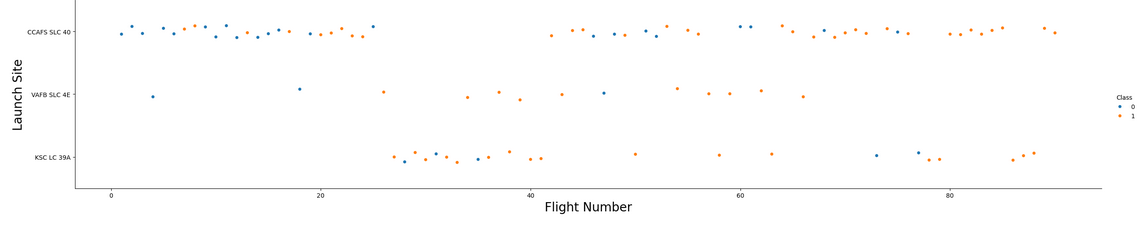 CCAFS SLC 40
VAFB SLC 4E
KSC LC 39A
Launch Site
0 20 40 60 80
Flight Number
Class
0
1